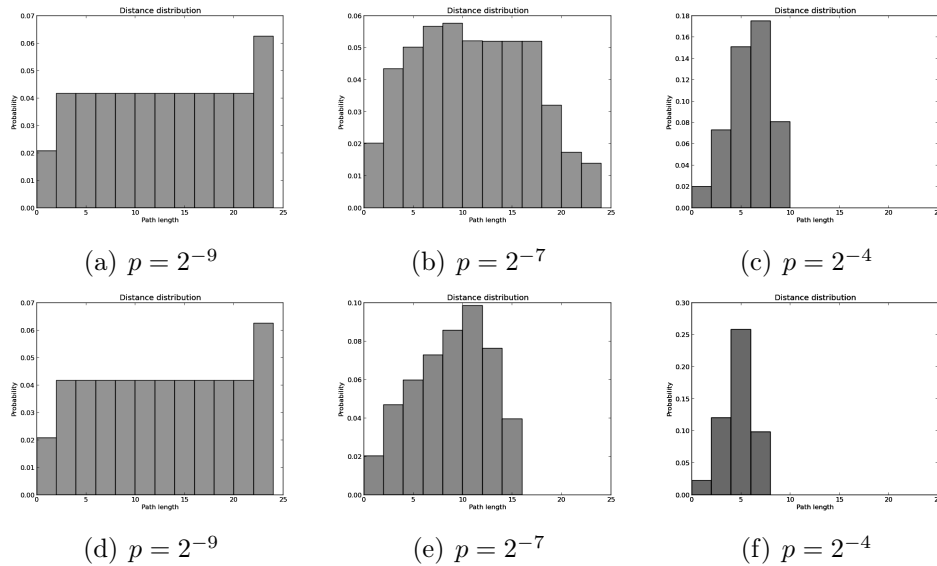 Distance distribution Distance distribution Distance distribution
0.07 0.06 0.05 0.04 0.03 0.02 0.01 0.00
Probability
0 5 10 15 20 25
Path length
0.06 0.05 0.04 0.03 0.02 0.01 0.00
Probability
0 5 10 15 20 25
Path length
0.18 0.16 0.14 0.12 0.10 0.08 0.06 0.04 0.02 0.00
Probability
0 5 10 15 20 25
Path length
(a) p = 2⁻⁹ (b) p = 2⁻⁷ (c) p = 2⁻⁴
Distance distribution Distance distribution Distance distribution
0.07 0.06 0.05 0.04 0.03 0.02 0.01 0.00
Probability
0 5 10 15 20 25
Path length
0.10 0.08 0.06 0.04 0.02 0.00
Probability
0 5 10 15 20 25
Path length
0.30 0.25 0.20 0.15 0.10 0.05 0.00
Probability
0 5 10 15 20 25
Path length
(d) p = 2⁻⁹ (e) p = 2⁻⁷ (f) p = 2⁻⁴